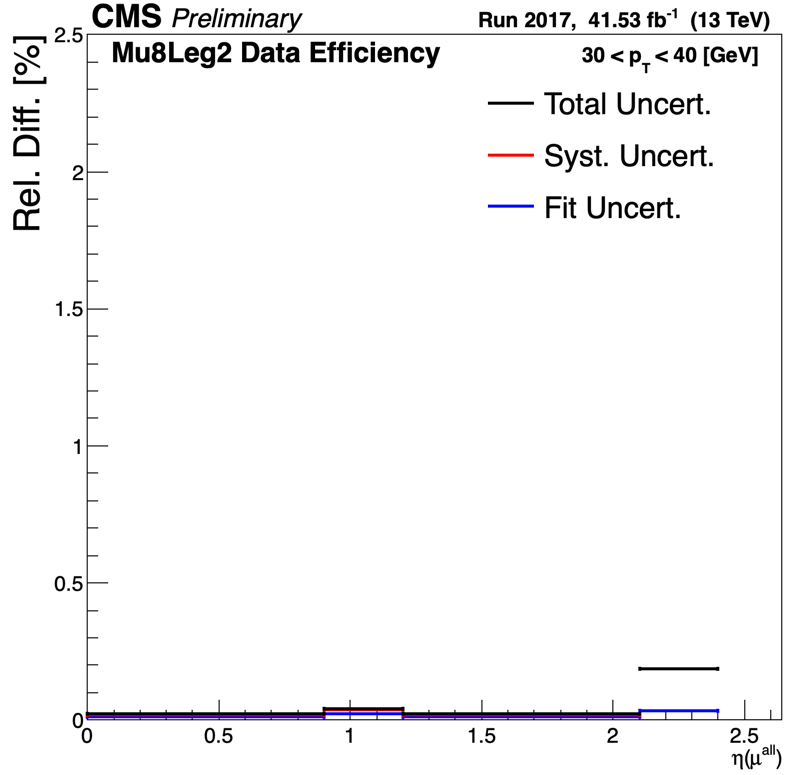 CMS Preliminary
Run 2017, 41.53 fb⁻¹ (13 TeV)
Mu8Leg2 Data Efficiency
30 < p_T < 40 [GeV]
Total Uncert.
Syst. Uncert.
Fit Uncert.
Rel. Diff. [%]
2.5
2
1.5
1
0.5
0
0 0.5 1 1.5 2 2.5
η(μ^all)